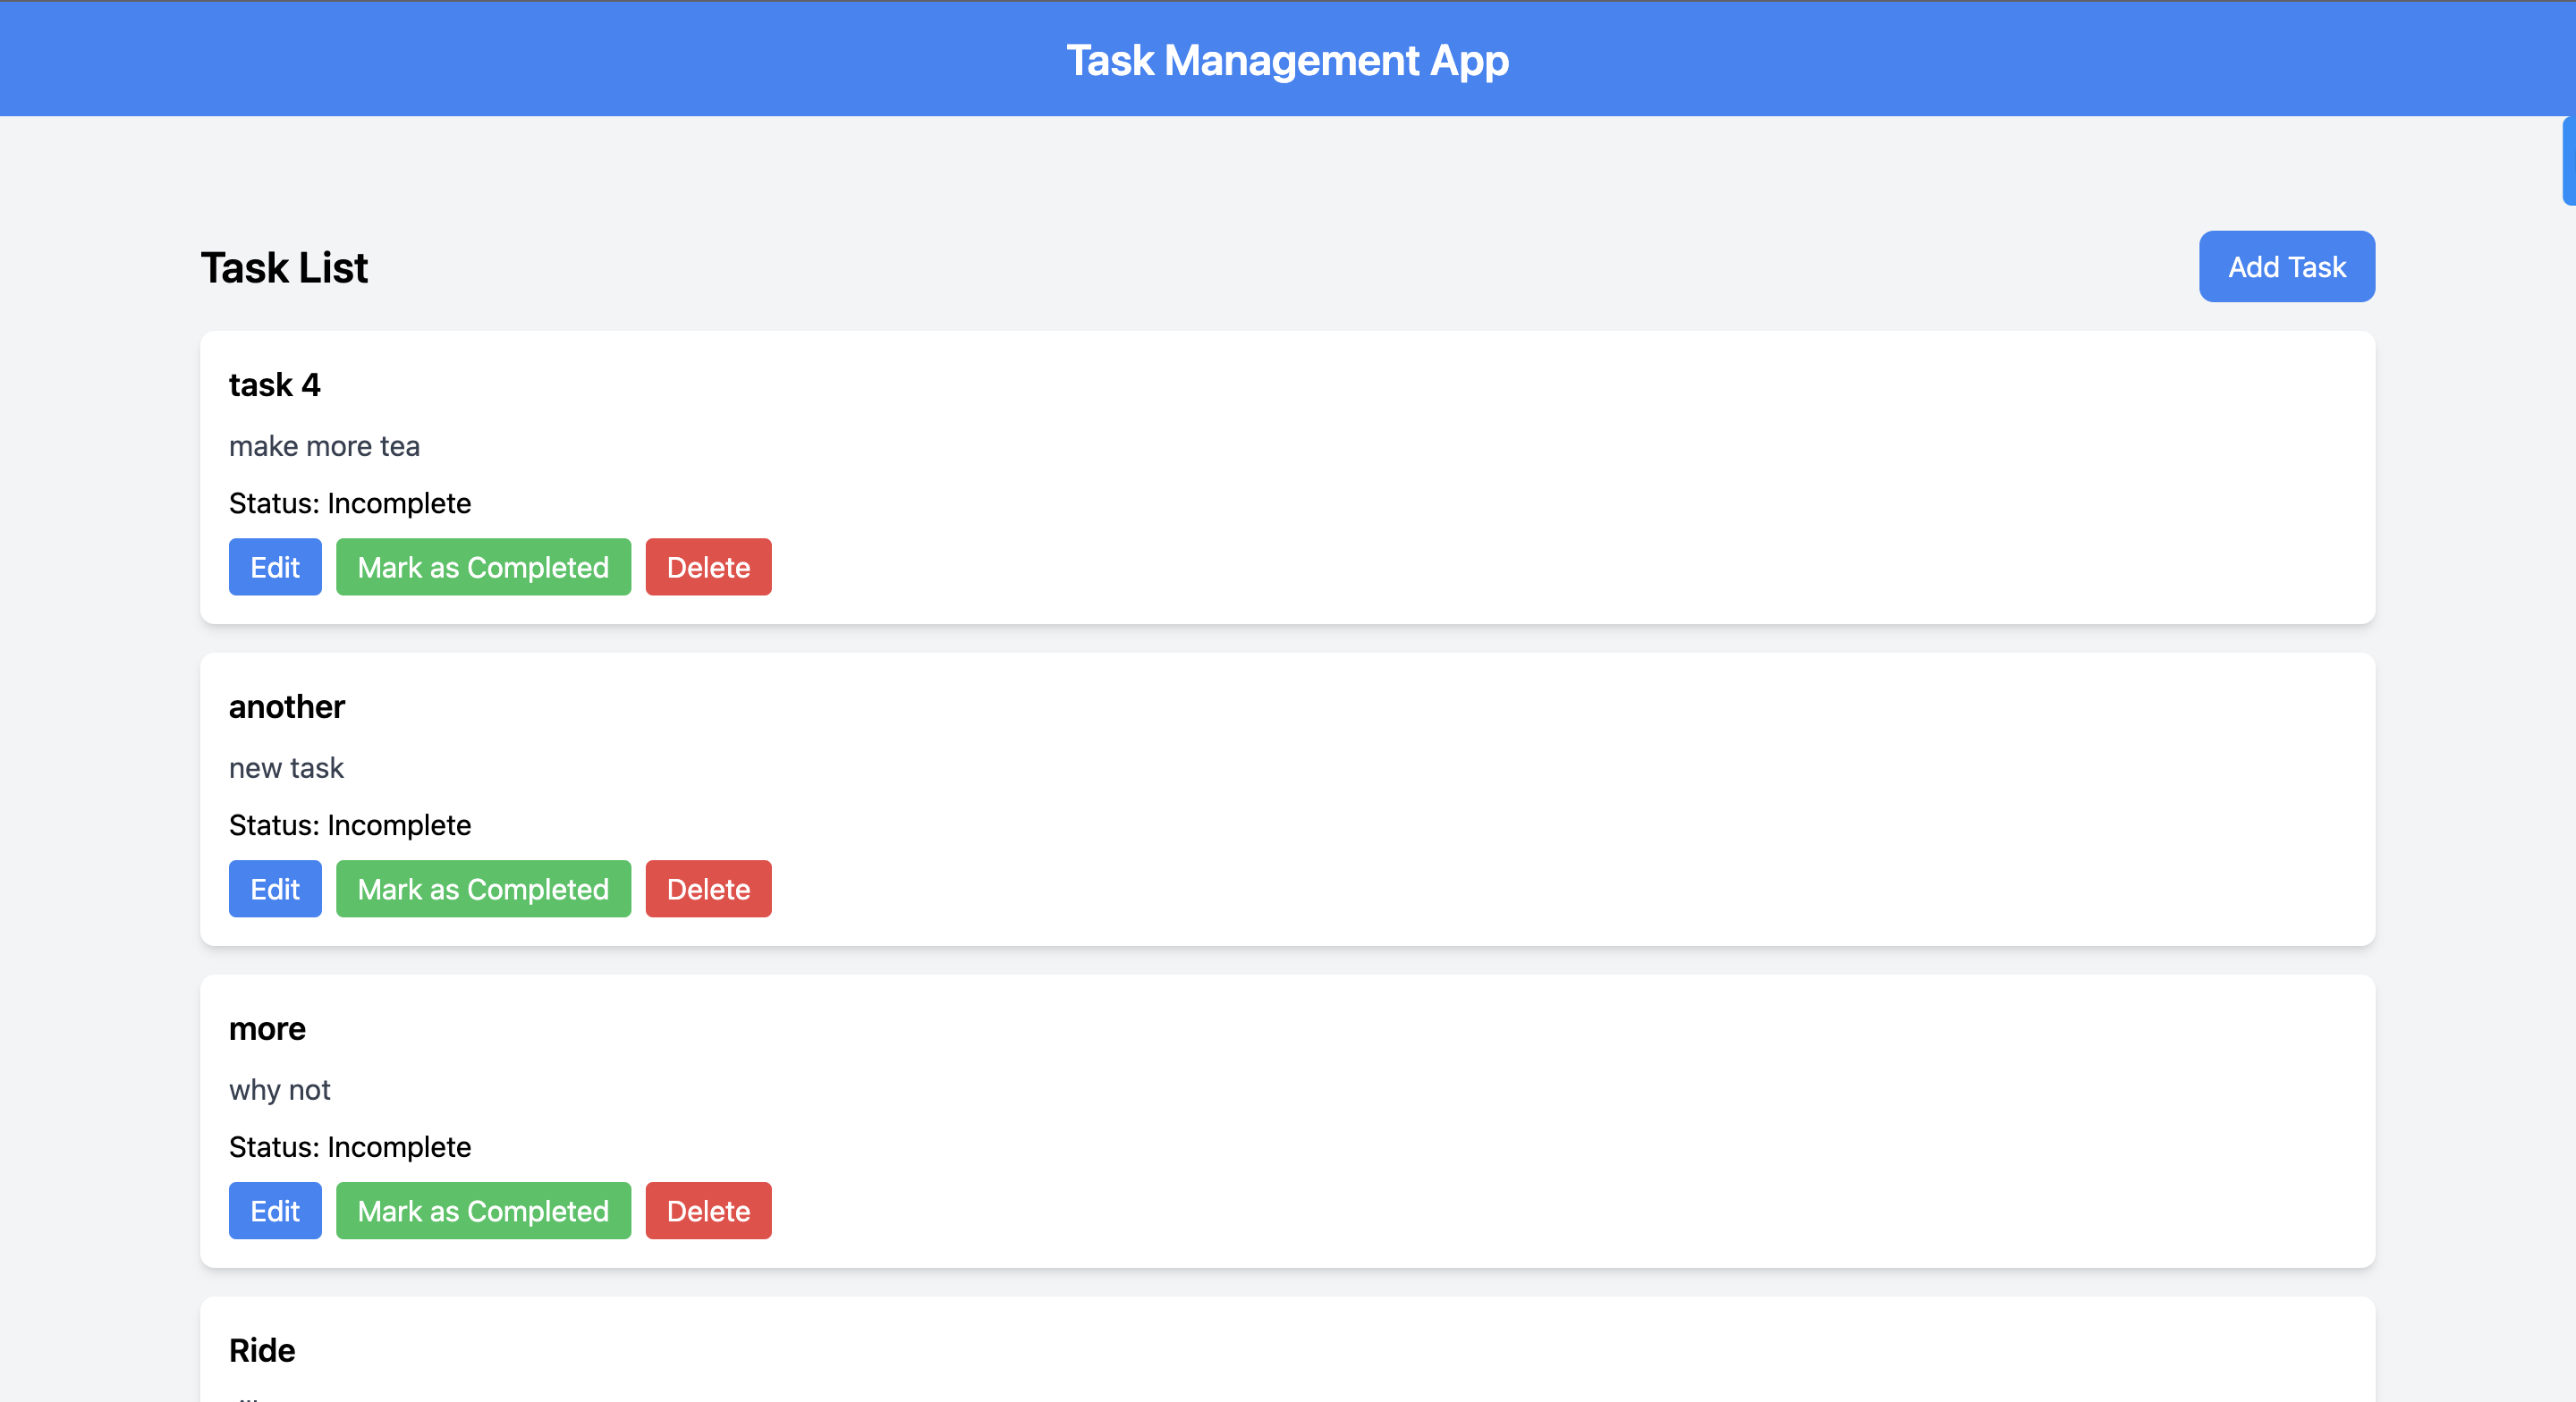 Task Management App
Task List
Add Task
task 4
make more tea
Status: Incomplete
Edit Mark as Completed Delete
another
new task
Status: Incomplete
Edit Mark as Completed Delete
more
why not
Status: Incomplete
Edit Mark as Completed Delete
Ride